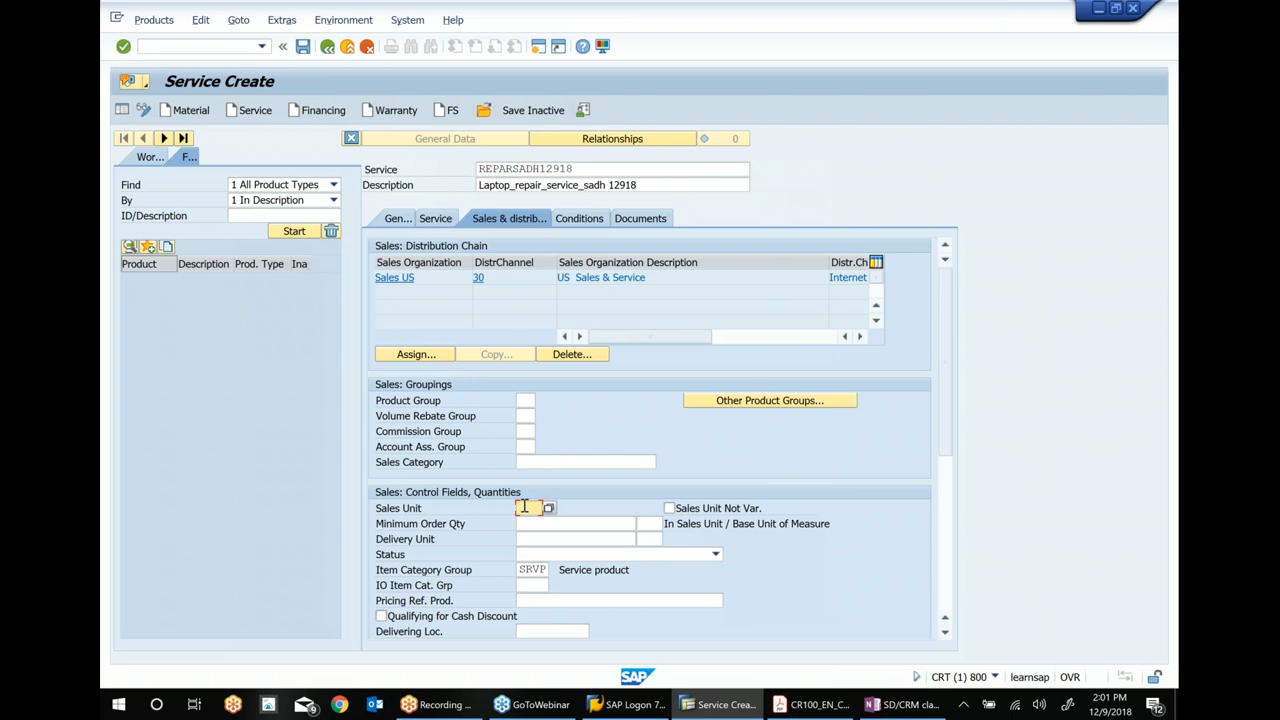 Products Edit Goto Extras Environment System Help
Service Create
Material Service Financing Warranty FS Save Inactive
General Data Relationships 0
Wor... F...
Service REPARSADH12918
Description Laptop_repair_service_sadh 12918
Find 1 All Product Types
By 1 In Description
ID/Description
Start
Gen... Service Sales & distrib... Conditions Documents
Product Description Prod. Type Ina
Sales: Distribution Chain
Sales Organization DistrChannel Sales Organization Description Distr.Ch
Sales US 30 US Sales & Service Internet
Assign... Copy... Delete...
Sales: Groupings
Product Group Other Product Groups...
Volume Rebate Group
Commission Group
Account Ass. Group
Sales Category
Sales: Control Fields, Quantities
Sales Unit Sales Unit Not Var.
Minimum Order Qty In Sales Unit / Base Unit of Measure
Delivery Unit
Status
Item Category Group SRVP Service product
IO Item Cat. Grp
Pricing Ref. Prod.
Qualifying for Cash Discount
Delivering Loc.
SAP
CRT (1) 800 learnsap OVR
Recording ... GoToWebinar SAP Logon 7... Service Crea... CR100_EN_C... SD/CRM cla... 2:01 PM
12/9/2018 12